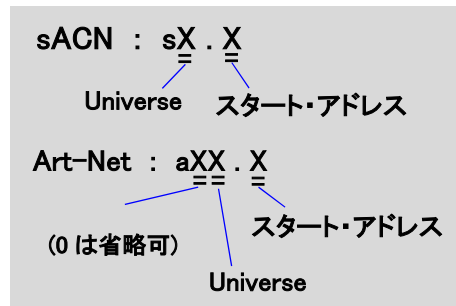 sACN : sX . X
Universe スタート・アドレス
Art-Net : aXX . X
スタート・アドレス
(0 は省略可)
Universe